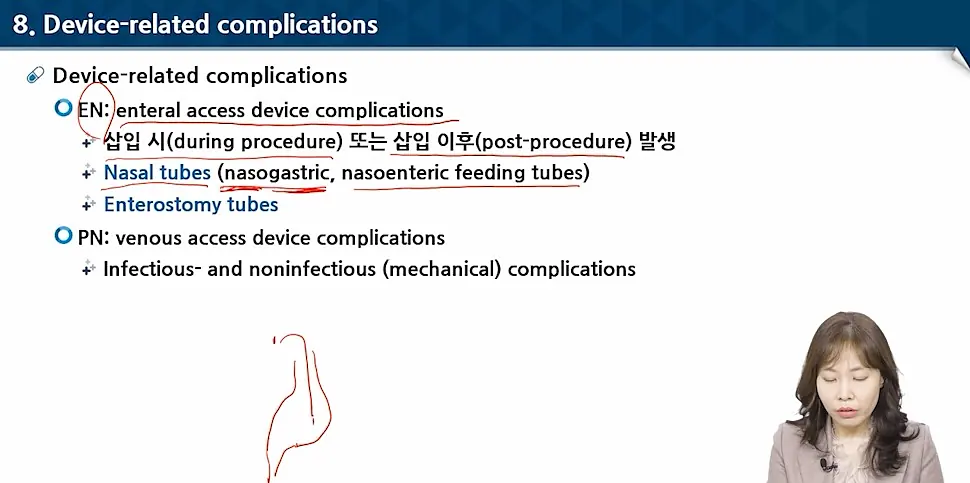 8. Device-related complications
Device-related complications
EN: enteral access device complications
삽입 시(during procedure) 또는 삽입 이후(post-procedure) 발생
Nasal tubes (nasogastric, nasoenteric feeding tubes)
Enterostomy tubes
PN: venous access device complications
Infectious- and noninfectious (mechanical) complications